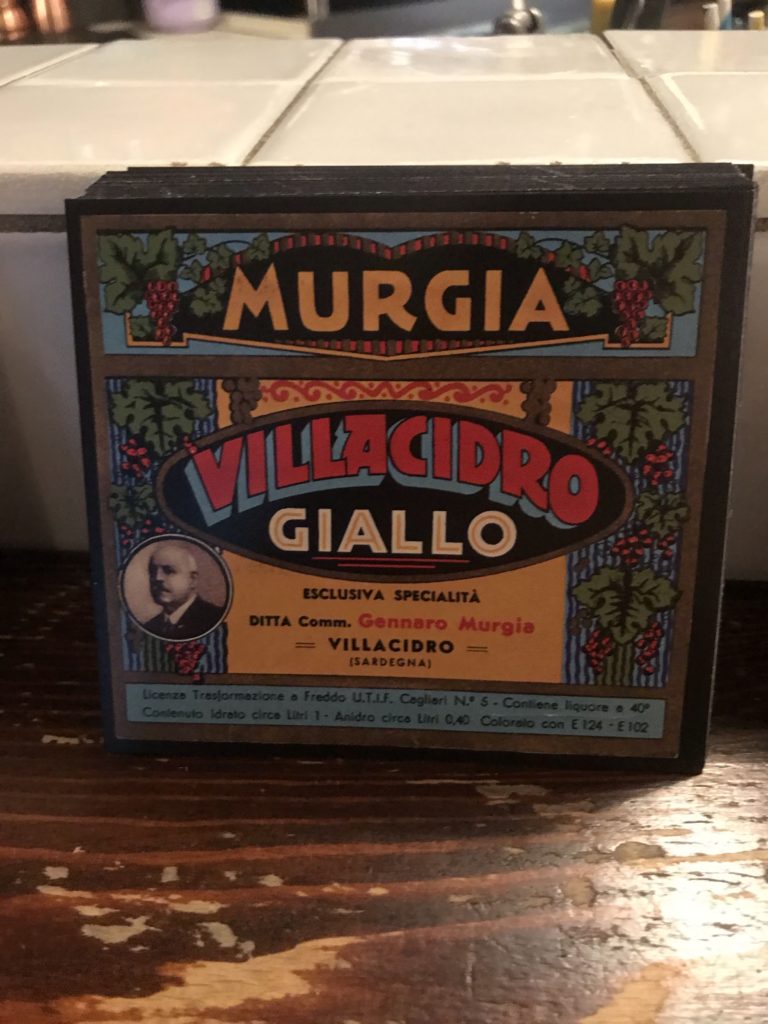 MURGIA
VILLACIDRO
GIALLO
ESCLUSIVA SPECIALITÀ
DITTA Comm. Gennaro Murgia
VILLACIDRO
(SARDEGNA)
Licenza Trasformazione a Freddo U.T.I.F. Cagliari N.° 5 - Contiene liquore a 40°
Contenuto Idrato circa Litri 1 - Anidro circa Litri 0,40 Colorato con E 124 - E 102